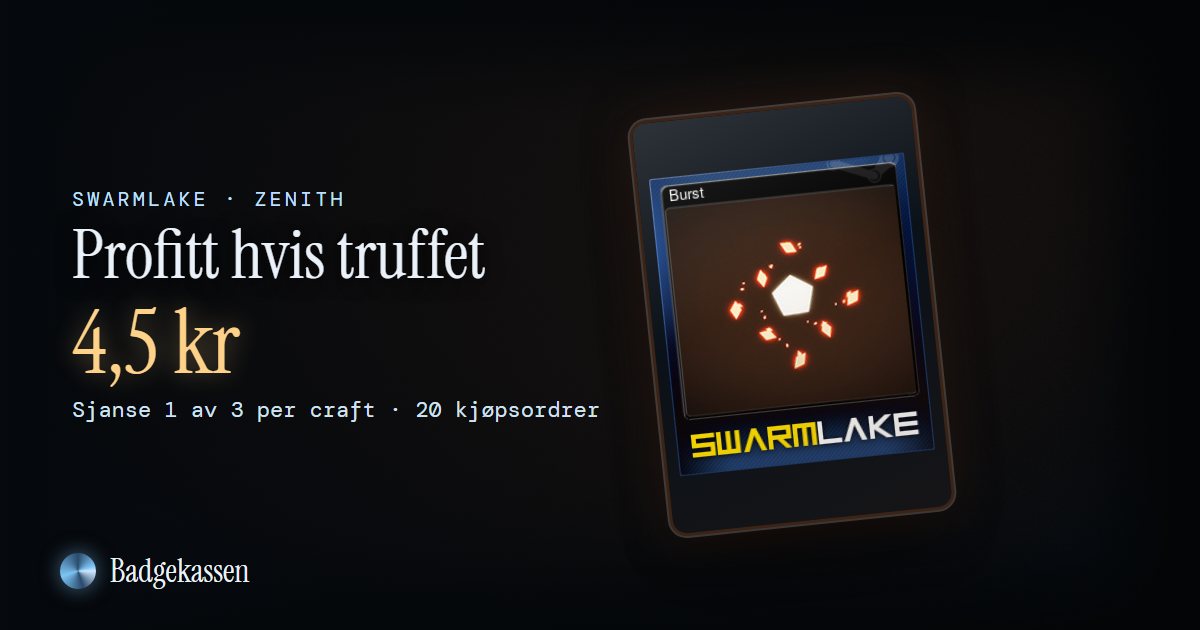 SWARMLAKE · ZENITH
Profitt hvis truffet
4,5 kr
Sjanse 1 av 3 per craft · 20 kjøpsordrer
Burst
SWARMLAKE
Badgekassen